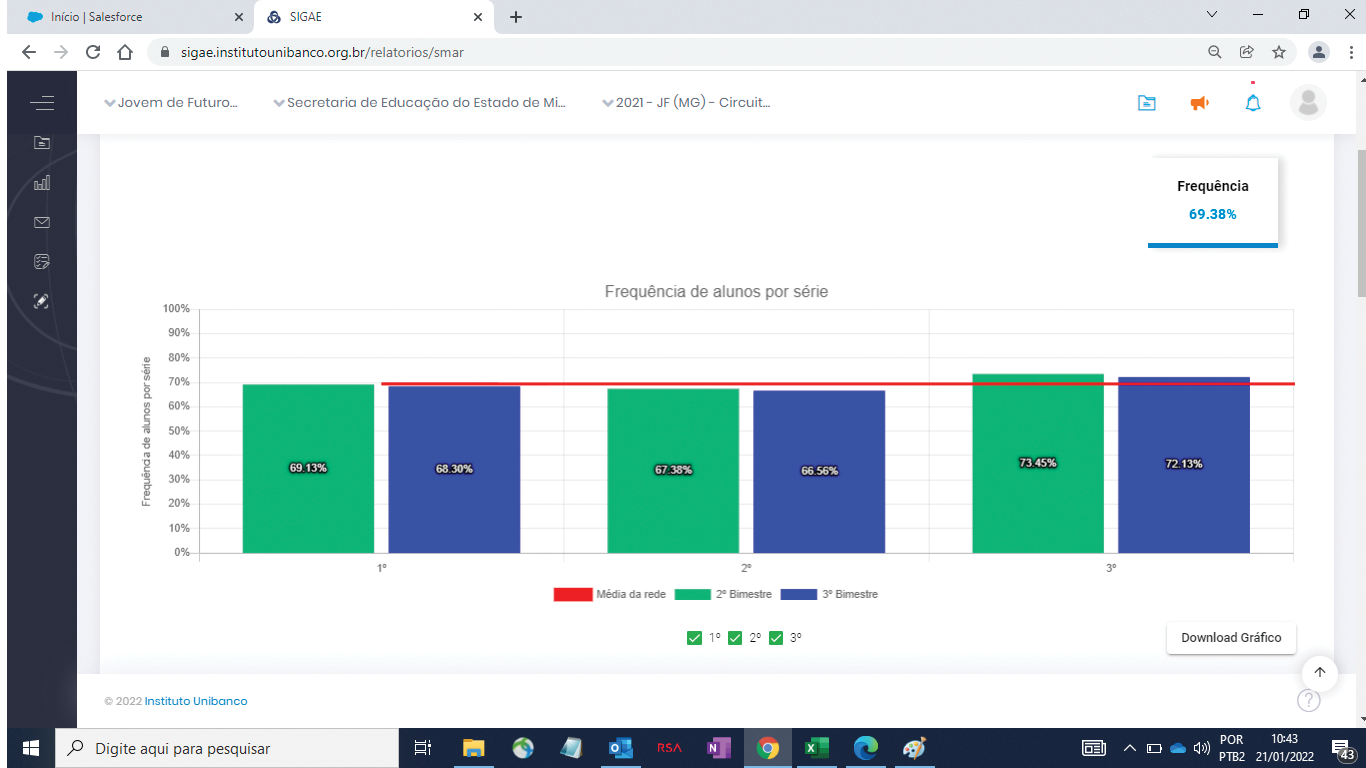 Início | Salesforce
SIGAE
sigae.institutounibanco.org.br/relatorios/smar
Jovem de Futuro...
Secretaria de Educação do Estado de Mi...
2021 - JF (MG) - Circuit...
Frequência
69.38%
Frequência de alunos por série
Frequência de alunos por série
100%
90%
80%
70%
60%
50%
40%
30%
20%
10%
0%
69.13%
68.30%
67.38%
66.56%
73.45%
72.13%
1º
2º
3º
Média da rede
2º Bimestre
3º Bimestre
1º
2º
3º
Download Gráfico
© 2022 Instituto Unibanco
?
Digite aqui para pesquisar
RSA
POR
PTB2
10:43
21/01/2022
43